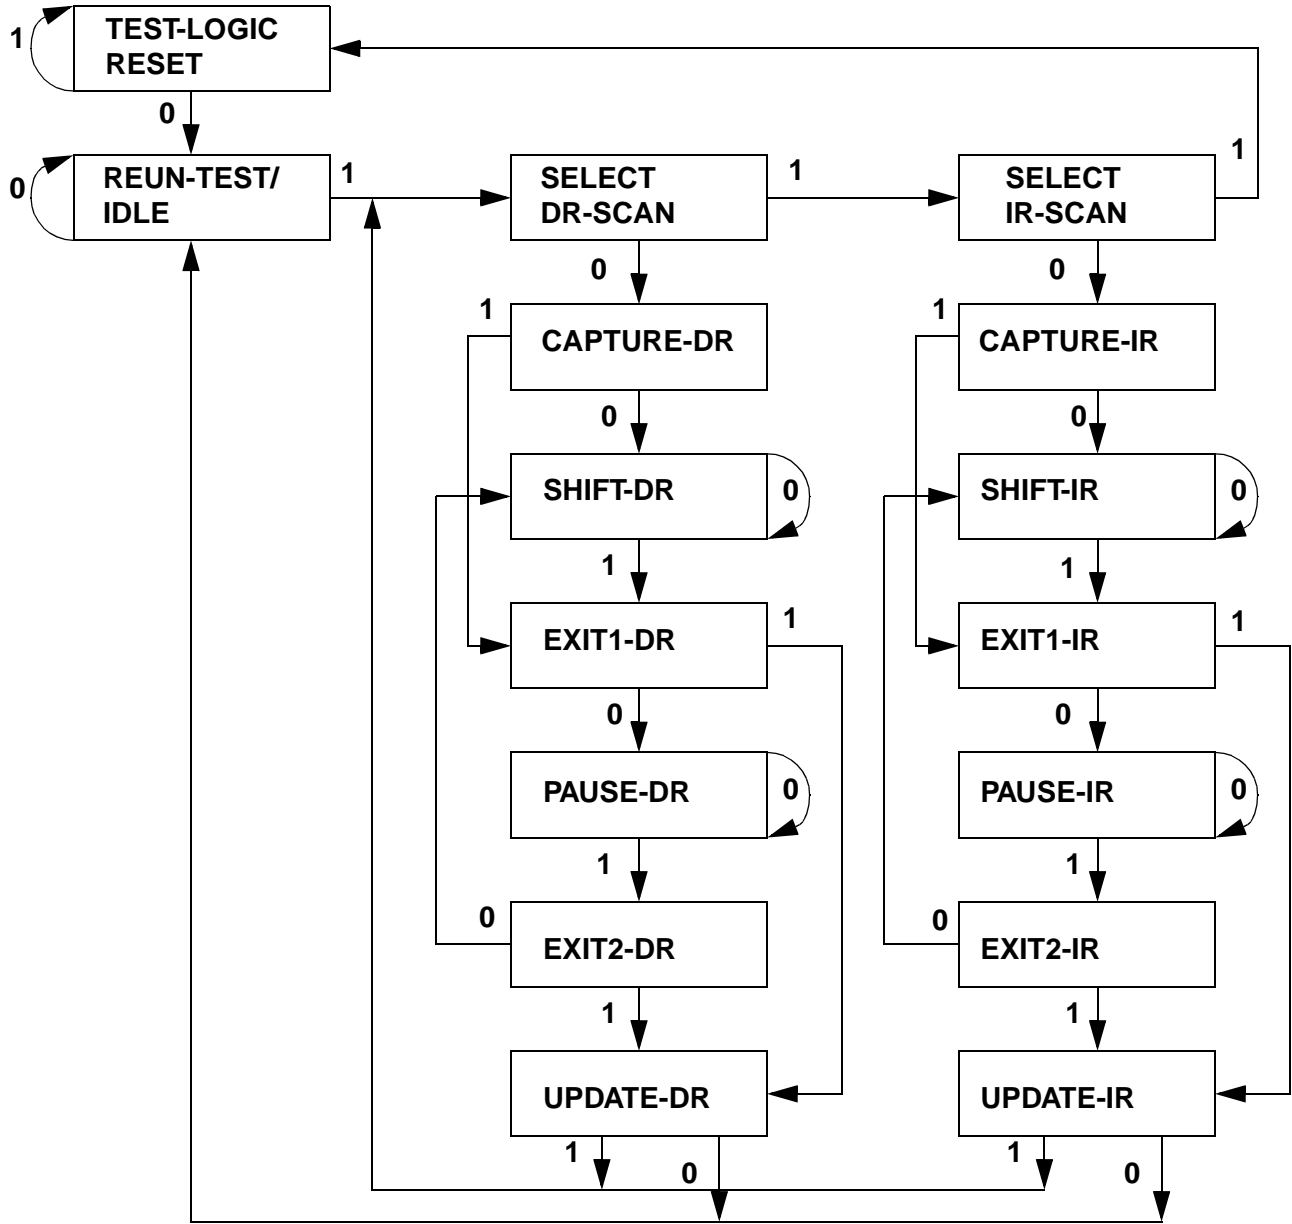 1
TEST-LOGIC
RESET
0
0
REUN-TEST/
IDLE
1
SELECT
DR-SCAN
1
SELECT
IR-SCAN
1
0
0
1
CAPTURE-DR
1
CAPTURE-IR
0
0
SHIFT-DR
0
SHIFT-IR
0
1
1
EXIT1-DR
1
EXIT1-IR
1
0
0
PAUSE-DR
0
PAUSE-IR
0
1
1
0
EXIT2-DR
0
EXIT2-IR
1
1
UPDATE-DR
UPDATE-IR
1
0
1
0